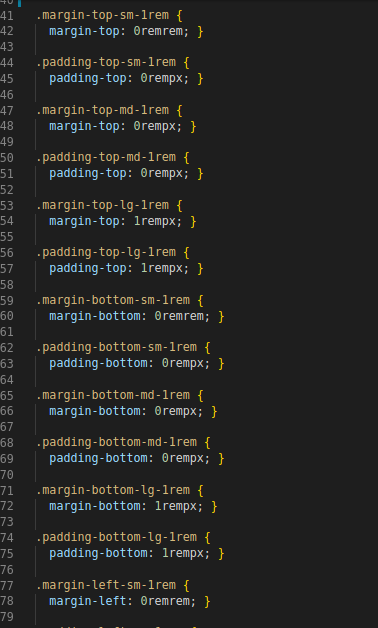 41 .margin-top-sm-1rem {
42 margin-top: 0remrem; }
43
44 .padding-top-sm-1rem {
45 padding-top: 0rempx; }
46
47 .margin-top-md-1rem {
48 margin-top: 0rempx; }
49
50 .padding-top-md-1rem {
51 padding-top: 0rempx; }
52
53 .margin-top-lg-1rem {
54 margin-top: 1rempx; }
55
56 .padding-top-lg-1rem {
57 padding-top: 1rempx; }
58
59 .margin-bottom-sm-1rem {
60 margin-bottom: 0remrem; }
61
62 .padding-bottom-sm-1rem {
63 padding-bottom: 0rempx; }
64
65 .margin-bottom-md-1rem {
66 margin-bottom: 0rempx; }
67
68 .padding-bottom-md-1rem {
69 padding-bottom: 0rempx; }
70
71 .margin-bottom-lg-1rem {
72 margin-bottom: 1rempx; }
73
74 .padding-bottom-lg-1rem {
75 padding-bottom: 1rempx; }
76
77 .margin-left-sm-1rem {
78 margin-left: 0remrem; }
79